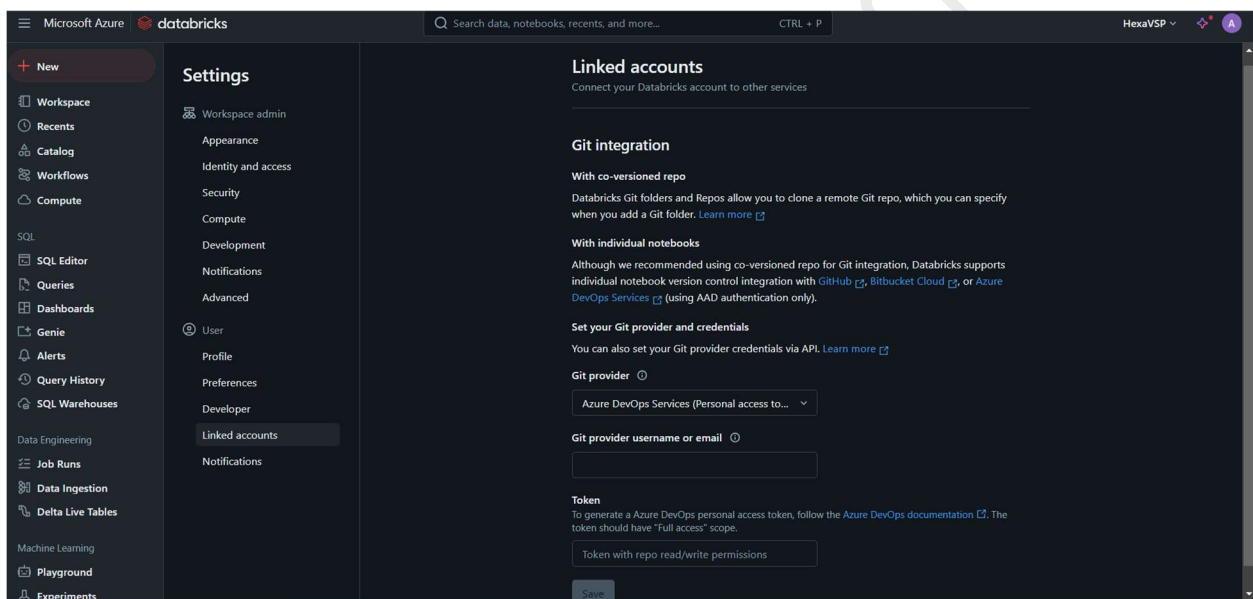 Microsoft Azure databricks Search data, notebooks, recents, and more... CTRL + P HexaVSP A
New
Workspace
Recents
Catalog
Workflows
Compute
SQL
SQL Editor
Queries
Dashboards
Genie
Alerts
Query History
SQL Warehouses
Data Engineering
Job Runs
Data Ingestion
Delta Live Tables
Machine Learning
Playground
Experiments
Settings
Workspace admin
Appearance
Identity and access
Security
Compute
Development
Notifications
Advanced
User
Profile
Preferences
Developer
Linked accounts
Notifications
Linked accounts
Connect your Databricks account to other services
Git integration
With co-versioned repo
Databricks Git folders and Repos allow you to clone a remote Git repo, which you can specify
when you add a Git folder. Learn more
With individual notebooks
Although we recommended using co-versioned repo for Git integration, Databricks supports
individual notebook version control integration with GitHub, Bitbucket Cloud, or Azure
DevOps Services (using AAD authentication only).
Set your Git provider and credentials
You can also set your Git provider credentials via API. Learn more
Git provider
Azure DevOps Services (Personal access to...
Git provider username or email
Token
To generate a Azure DevOps personal access token, follow the Azure DevOps documentation. The
token should have "Full access" scope.
Token with repo read/write permissions
Save